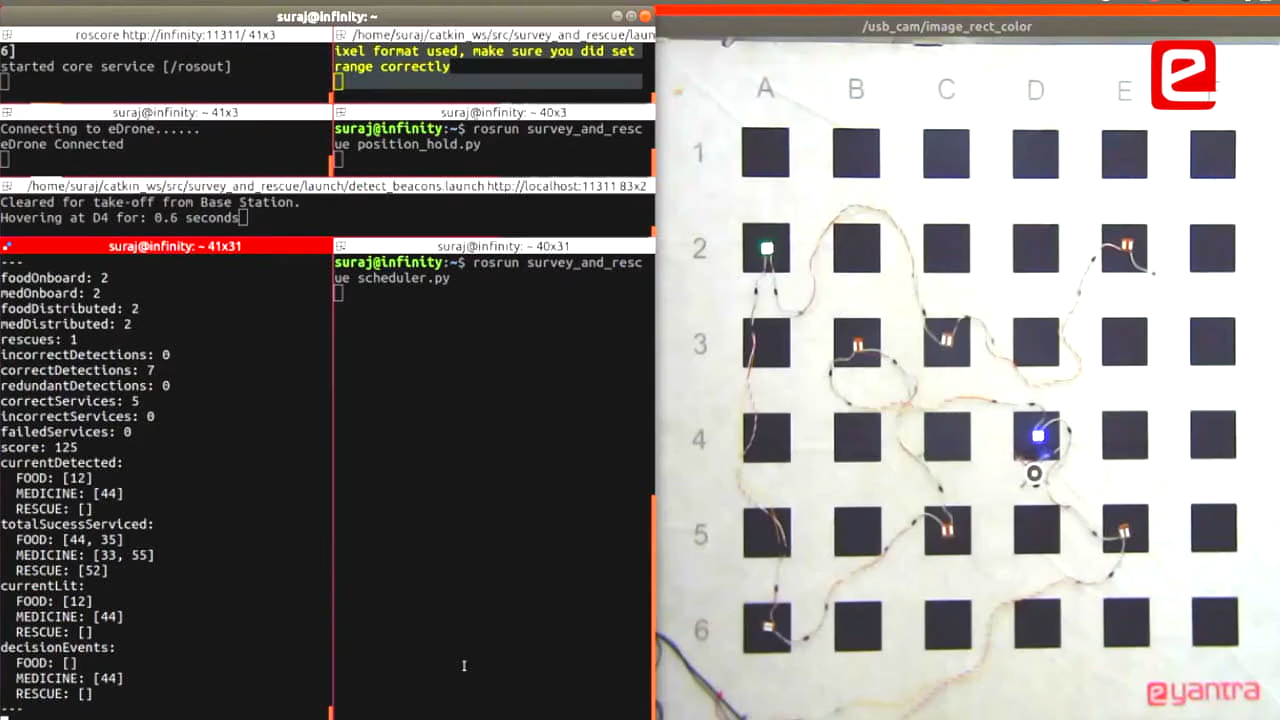 suraj@infinity: ~
roscore http://infinity:11311/ 41x3
6]
started core service [/rosout]
/home/suraj/catkin_ws/src/survey_and_rescue/laun
ixel format used, make sure you did set
range correctly
suraj@infinity: ~ 41x3
Connecting to eDrone......
eDrone Connected
suraj@infinity: ~ 40x3
suraj@infinity:~$ rosrun survey_and_resc
ue position_hold.py
/home/suraj/catkin_ws/src/survey_and_rescue/launch/detect_beacons.launch http://localhost:11311 83x2
Cleared for take-off from Base Station.
Hovering at D4 for: 0.6 seconds
suraj@infinity: ~ 41x31
---
foodOnboard: 2
medOnboard: 2
foodDistributed: 2
medDistributed: 2
rescues: 1
incorrectDetections: 0
correctDetections: 7
redundantDetections: 0
correctServices: 5
incorrectServices: 0
failedServices: 0
score: 125
currentDetected:
FOOD: [12]
MEDICINE: [44]
RESCUE: []
totalSucessServiced:
FOOD: [44, 35]
MEDICINE: [33, 55]
RESCUE: [52]
currentLit:
FOOD: [12]
MEDICINE: [44]
RESCUE: []
decisionEvents:
FOOD: []
MEDICINE: [44]
RESCUE: []
---
suraj@infinity: ~ 40x31
suraj@infinity:~$ rosrun survey_and_resc
ue scheduler.py
/usb_cam/image_rect_color
e
A B C D E
1
2
3
4
5
6
eyantra